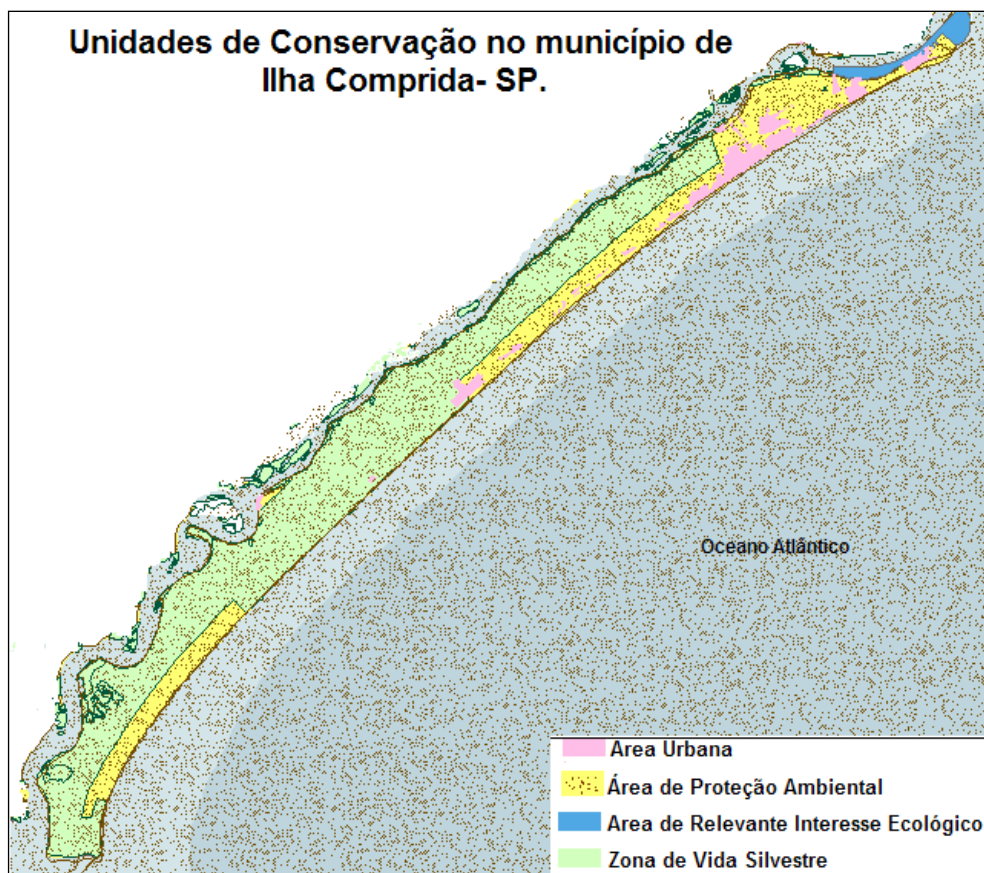 Unidades de Conservação no município de
Ilha Comprida- SP.
Oceano Atlântico
Area Urbana
Área de Proteção Ambiental
Area de Relevante Interesse Ecológico
Zona de Vida Silvestre